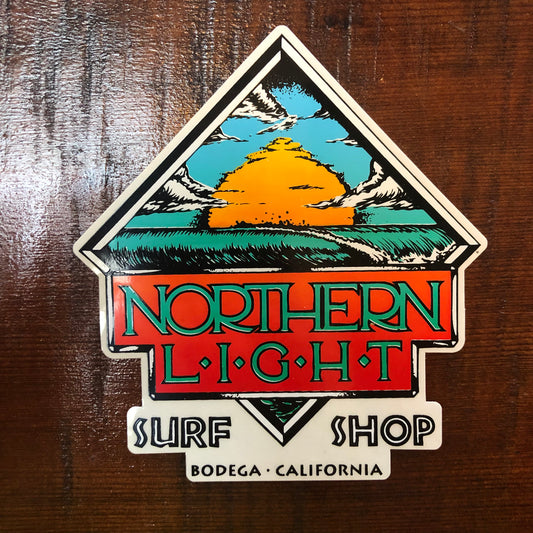 NORTHERN
L·I·G·H·T
SURF SHOP
BODEGA · CALIFORNIA